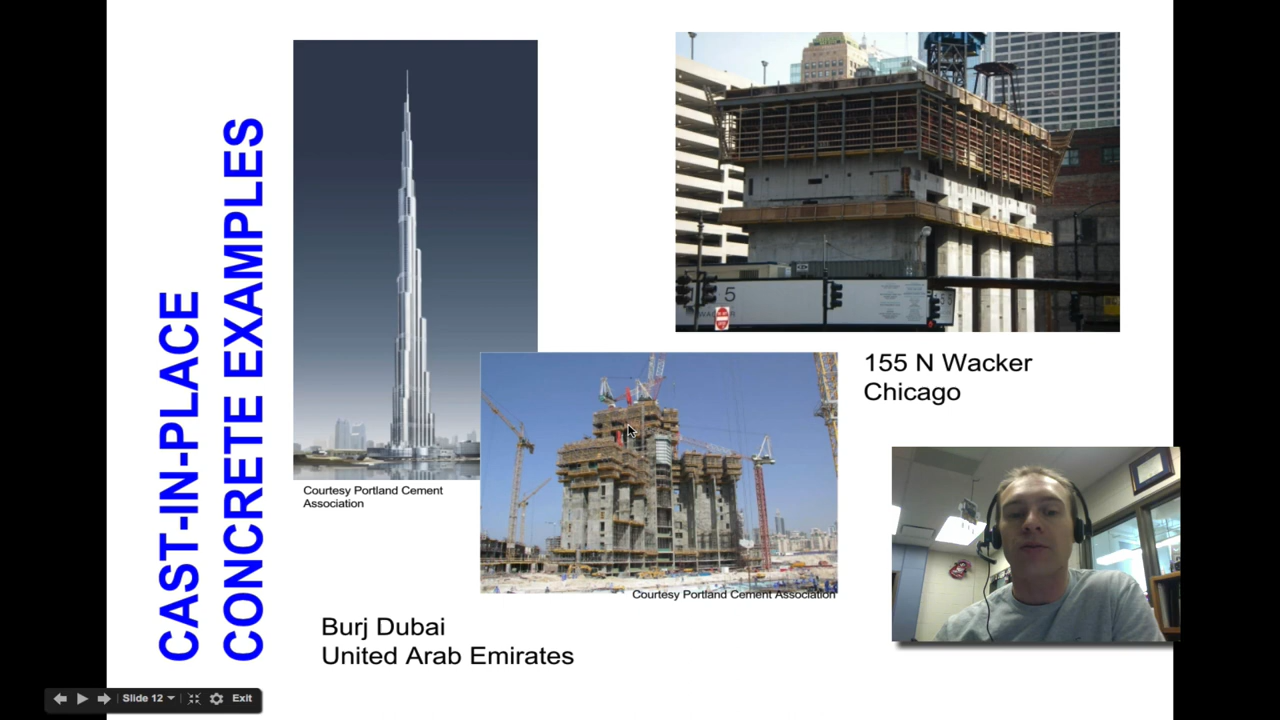 CAST-IN-PLACE
CONCRETE EXAMPLES
Courtesy Portland Cement
Association
155 N Wacker
Chicago
Courtesy Portland Cement Association
Burj Dubai
United Arab Emirates
5
Slide 12
Exit